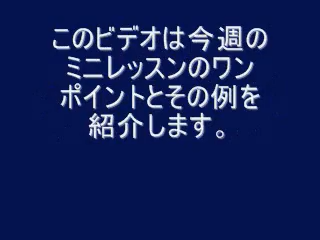 このビデオは今週の
ミニレッスンのワン
ポイントとその例を
紹介します。